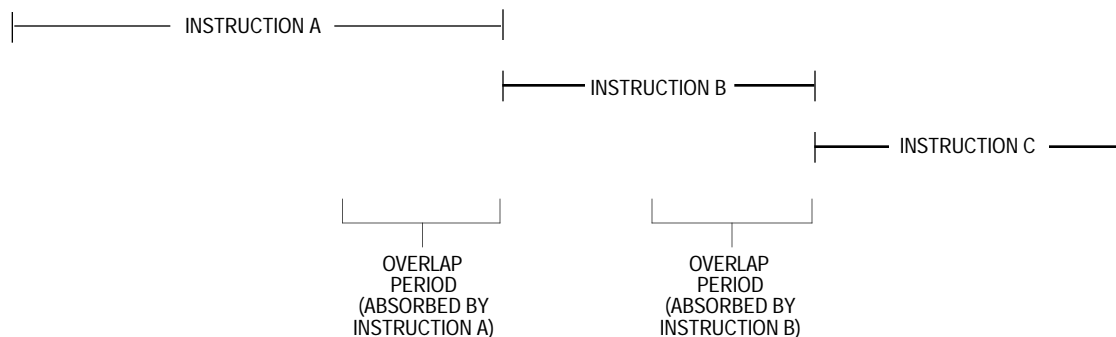 INSTRUCTION A
INSTRUCTION B
INSTRUCTION C
OVERLAP
PERIOD
(ABSORBED BY
INSTRUCTION A)
OVERLAP
PERIOD
(ABSORBED BY
INSTRUCTION B)